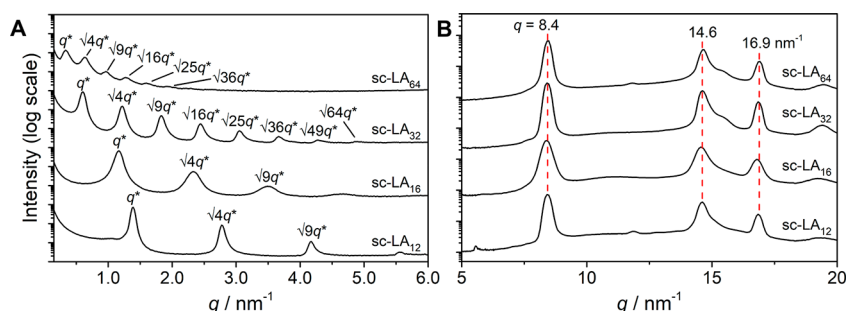 A
q*
√4q*
√9q*
√16q*
√25q*
√36q*
sc-LA64
q*
√4q*
√9q*
√16q*
√25q*
√36q*
√49q*
√64q*
sc-LA32
q*
√4q*
√9q*
sc-LA16
q*
√4q*
√9q*
sc-LA12
Intensity (log scale)
0.1 1.0 2.0 3.0 4.0 5.0 6.0
q / nm⁻¹
B
q = 8.4
14.6
16.9 nm⁻¹
sc-LA64
sc-LA32
sc-LA16
sc-LA12
5 10 15 20
q / nm⁻¹